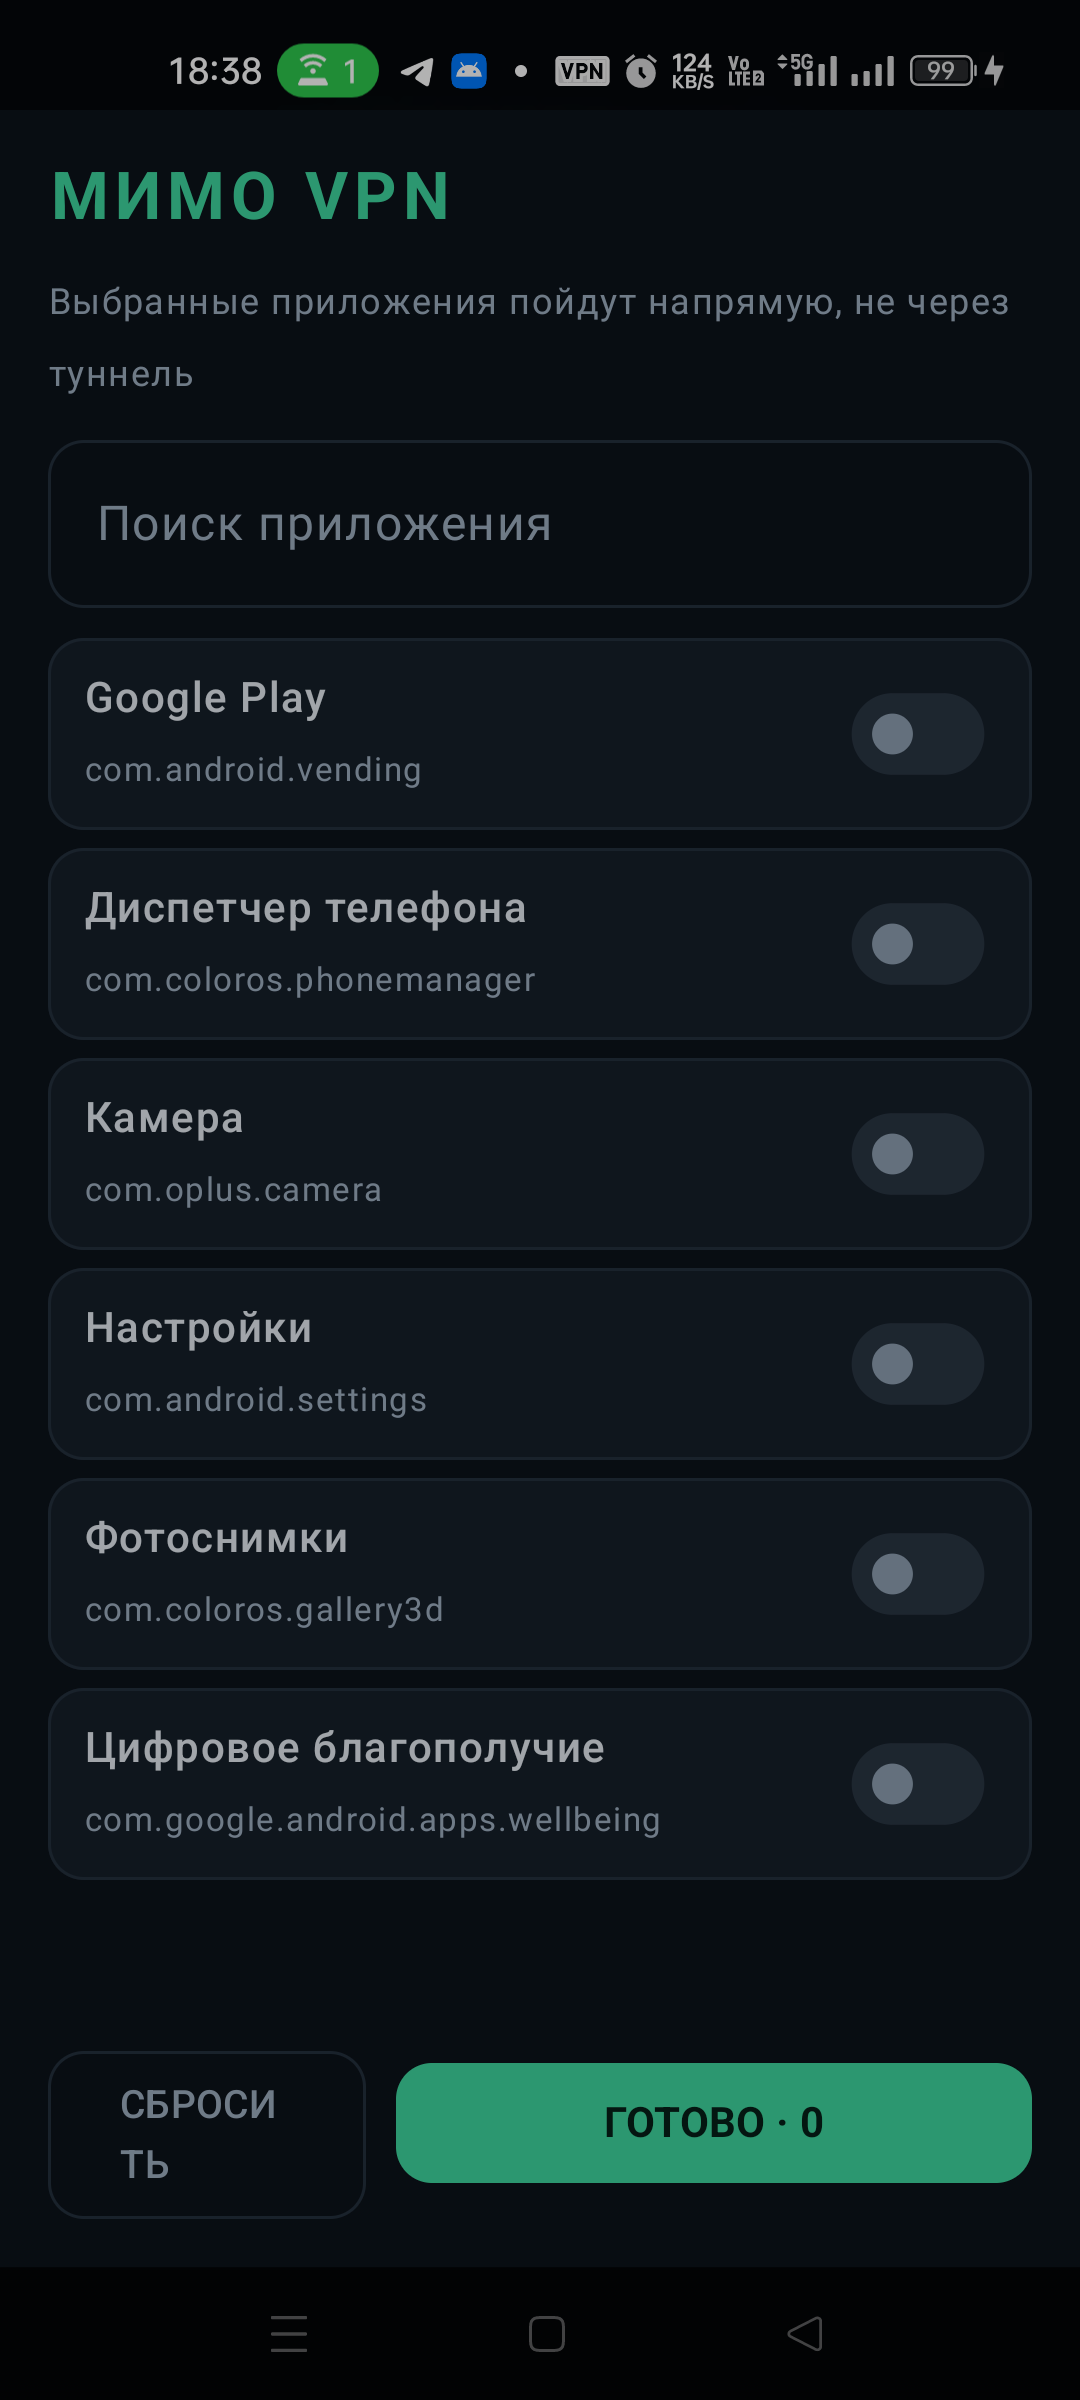 18:38 1 VPN 124 KB/S Vo LTE 2 5G 99
МИМО VPN
Выбранные приложения пойдут напрямую, не через
туннель
Поиск приложения
Google Play
com.android.vending
Диспетчер телефона
com.coloros.phonemanager
Камера
com.oplus.camera
Настройки
com.android.settings
Фотоснимки
com.coloros.gallery3d
Цифровое благополучие
com.google.android.apps.wellbeing
СБРОСИ
ТЬ
ГОТОВО · 0